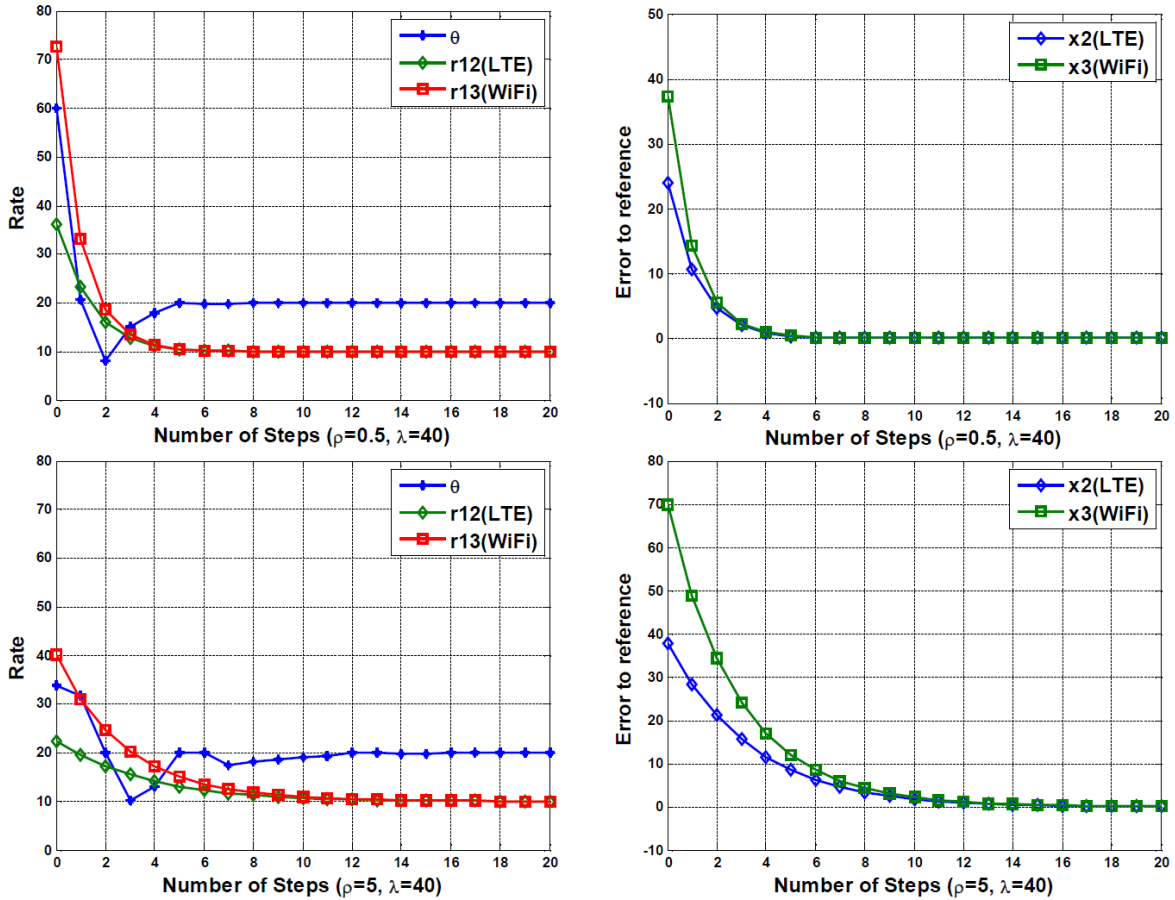 80
70
60
50
40
30
20
10
0
Rate
θ
r12(LTE)
r13(WiFi)
0 2 4 6 8 10 12 14 16 18 20
Number of Steps (ρ=0.5, λ=40)
50
40
30
20
10
0
-10
Error to reference
x2(LTE)
x3(WiFi)
0 2 4 6 8 10 12 14 16 18 20
Number of Steps (ρ=0.5, λ=40)
80
70
60
50
40
30
20
10
0
Rate
θ
r12(LTE)
r13(WiFi)
0 2 4 6 8 10 12 14 16 18 20
Number of Steps (ρ=5, λ=40)
80
70
60
50
40
30
20
10
0
-10
Error to reference
x2(LTE)
x3(WiFi)
0 2 4 6 8 10 12 14 16 18 20
Number of Steps (ρ=5, λ=40)